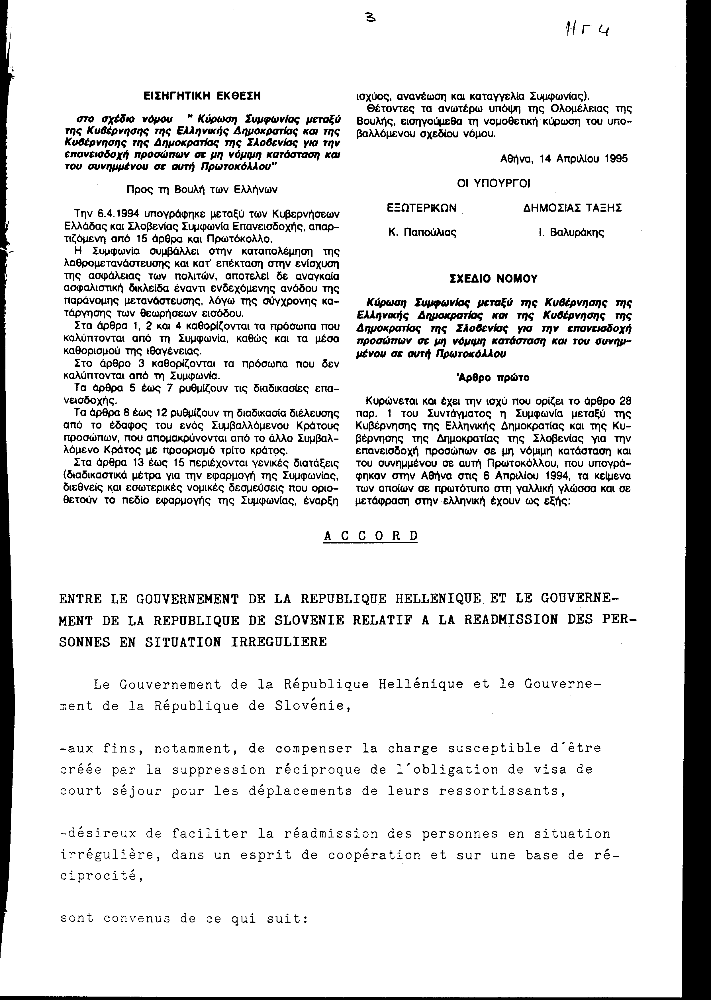 3
ΗΓ4
ΕΙΣΗΓΗΤΙΚΗ ΕΚΘΕΣΗ
στο σχέδιο νόμου " Κύρωση Συμφωνίας μεταξύ
της Κυβέρνησης της Ελληνικής Δημοκρατίας και της
Κυβέρνησης της Δημοκρατίας της Σλοβενίας για την
επανεισδοχή προσώπων σε μη νόμιμη κατάσταση και
του συνημμένου σε αυτή Πρωτοκόλλου"
Προς τη Βουλή των Ελλήνων
Την 6.4.1994 υπογράφηκε μεταξύ των Κυβερνήσεων
Ελλάδας και Σλοβενίας Συμφωνία Επανεισδοχής, απαρ-
τιζόμενη από 15 άρθρα και Πρωτόκολλο.
Η Συμφωνία συμβάλλει στην καταπολέμηση της
λαθρομετανάστευσης και κατ' επέκταση στην ενίσχυση
της ασφάλειας των πολιτών, αποτελεί δε αναγκαία
ασφαλιστική δικλείδα έναντι ενδεχόμενης ανόδου της
παράνομης μετανάστευσης, λόγω της σύγχρονης κα-
τάργησης των θεωρήσεων εισόδου.
Στα άρθρα 1, 2 και 4 καθορίζονται τα πρόσωπα που
καλύπτονται από τη Συμφωνία, καθώς και τα μέσα
καθορισμού της ιθαγένειας.
Στο άρθρο 3 καθορίζονται τα πρόσωπα που δεν
καλύπτονται από τη Συμφωνία.
Τα άρθρα 5 έως 7 ρυθμίζουν τις διαδικασίες επα-
νεισδοχής.
Τα άρθρα 8 έως 12 ρυθμίζουν τη διαδικασία διέλευσης
από το έδαφος του ενός Συμβαλλόμενου Κράτους
προσώπων, που απομακρύνονται από το άλλο Συμβαλ-
λόμενο Κράτος με προορισμό τρίτο κράτος.
Στα άρθρα 13 έως 15 περιέχονται γενικές διατάξεις
(διαδικαστικά μέτρα για την εφαρμογή της Συμφωνίας,
διεθνείς και εσωτερικές νομικές δεσμεύσεις που οριο-
θετούν το πεδίο εφαρμογής της Συμφωνίας, έναρξη
ισχύος, ανανέωση και καταγγελία Συμφωνίας).
Θέτοντες τα ανωτέρω υπόψη της Ολομέλειας της
Βουλής, εισηγούμεθα τη νομοθετική κύρωση του υπο-
βαλλόμενου σχεδίου νόμου.
Αθήνα, 14 Απριλίου 1995
ΟΙ ΥΠΟΥΡΓΟΙ
ΕΞΩΤΕΡΙΚΩΝ ΔΗΜΟΣΙΑΣ ΤΑΞΗΣ
Κ. Παπούλιας Ι. Βαλυράκης
ΣΧΕΔΙΟ ΝΟΜΟΥ
Κύρωση Συμφωνίας μεταξύ της Κυβέρνησης της
Ελληνικής Δημοκρατίας και της Κυβέρνησης της
Δημοκρατίας της Σλοβενίας για την επανεισδοχή
προσώπων σε μη νόμιμη κατάσταση και του συνημ-
μένου σε αυτή Πρωτοκόλλου
'Αρθρο πρώτο
Κυρώνεται και έχει την ισχύ που ορίζει το άρθρο 28
παρ. 1 του Συντάγματος η Συμφωνία μεταξύ της
Κυβέρνησης της Ελληνικής Δημοκρατίας και της Κυ-
βέρνησης της Δημοκρατίας της Σλοβενίας για την
επανεισδοχή προσώπων σε μη νόμιμη κατάσταση και
του συνημμένου σε αυτή Πρωτοκόλλου, που υπογρά-
φηκαν στην Αθήνα στις 6 Απριλίου 1994, τα κείμενα
των οποίων σε πρωτότυπο στη γαλλική γλώσσα και σε
μετάφραση στην ελληνική έχουν ως εξής:
A C C O R D
ENTRE LE GOUVERNEMENT DE LA REPUBLIQUE HELLENIQUE ET LE GOUVERNE-
MENT DE LA REPUBLIQUE DE SLOVENIE RELATIF A LA READMISSION DES PER-
SONNES EN SITUATION IRREGULIERE
Le Gouvernement de la République Hellénique et le Gouverne-
ment de la République de Slovénie,
-aux fins, notamment, de compenser la charge susceptible d'être
créée par la suppression réciproque de l'obligation de visa de
court séjour pour les déplacements de leurs ressortissants,
-désireux de faciliter la réadmission des personnes en situation
irrégulière, dans un esprit de coopération et sur une base de ré-
ciprocité,
sont convenus de ce qui suit: